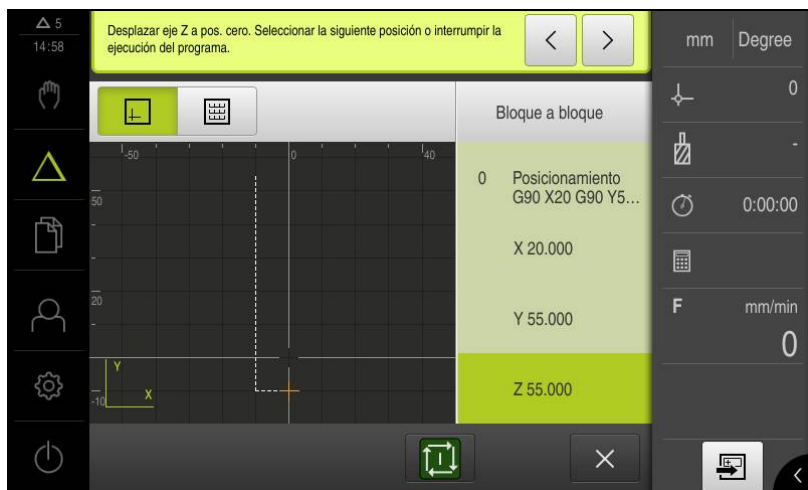 5
14:58
Desplazar eje Z a pos. cero. Seleccionar la siguiente posición o interrumpir la
ejecución del programa.
mm Degree
Bloque a bloque
0
-
0:00:00
F mm/min
0
-50 0 40
50
20
-10
Y
X
0 Posicionamiento
G90 X20 G90 Y5...
X 20.000
Y 55.000
Z 55.000